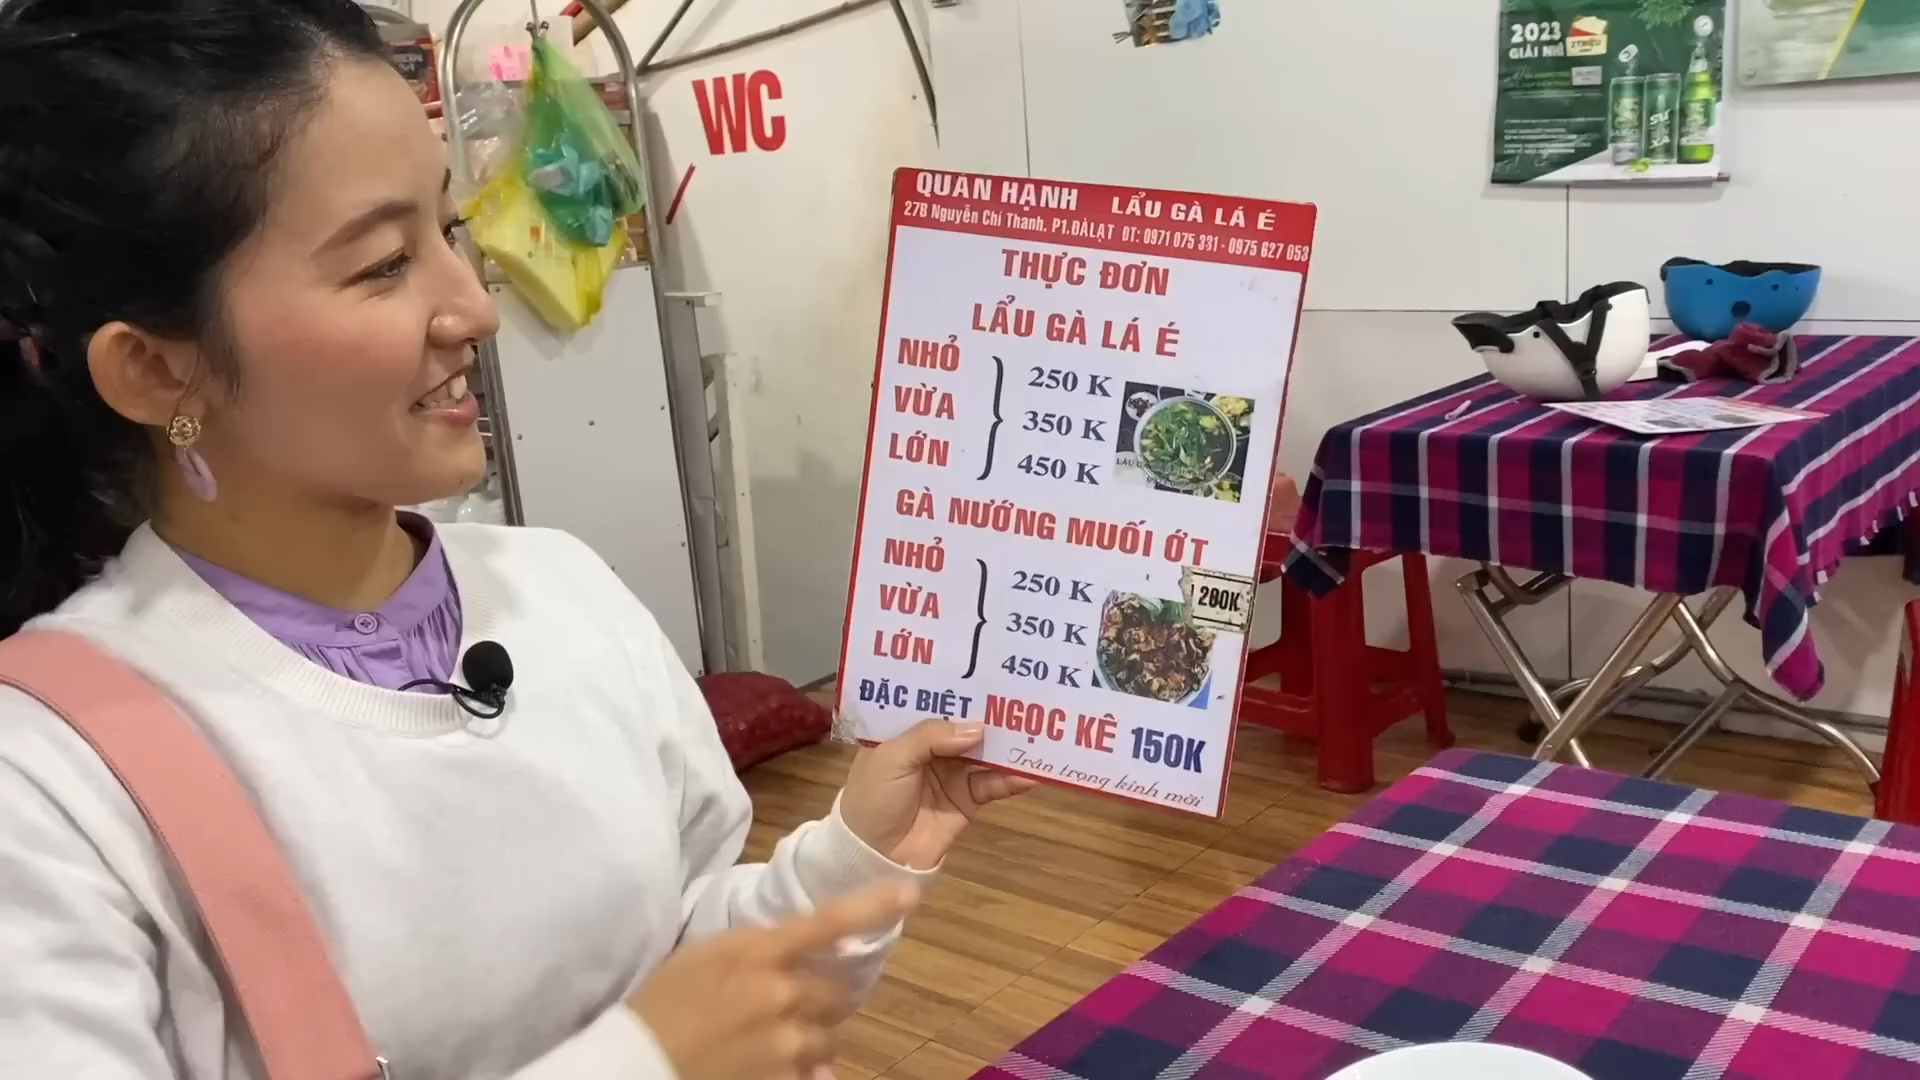 WC
2023
GIẢI NHÌ
QUÁN HẠNH LẨU GÀ LÁ É
27B Nguyễn Chí Thanh. P1.ĐÀLẠT ĐT: 0971 075 331 - 0975 627 053
THỰC ĐƠN
LẨU GÀ LÁ É
NHỎ 250 K
VỪA 350 K
LỚN 450 K
GÀ NƯỚNG MUỐI ỚT
200K
NHỎ 250 K
VỪA 350 K
LỚN 450 K
ĐẶC BIỆT NGỌC KÊ 150K
Trân trọng kính mời